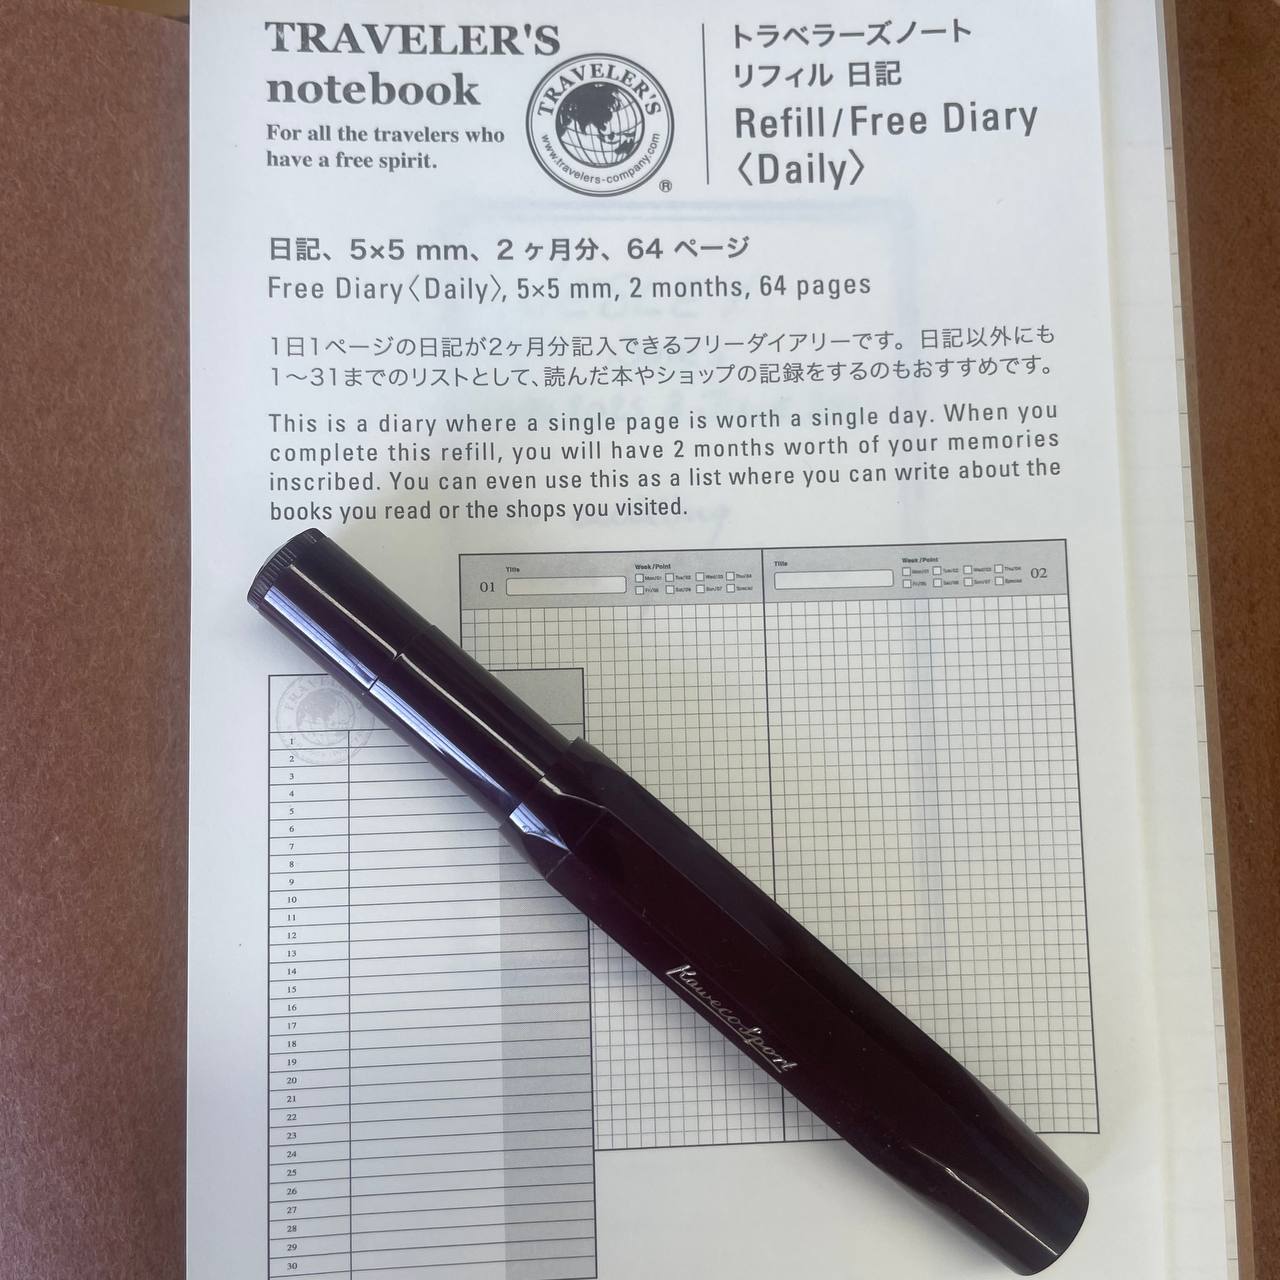 TRAVELER'S
notebook
For all the travelers who
have a free spirit.
TRAVELER'S
www.travelers-company.com
®
トラベラーズノート
リフィル 日記
Refill/Free Diary
〈Daily〉
日記、5×5 mm、2 ヶ月分、64 ページ
Free Diary〈Daily〉, 5×5 mm, 2 months, 64 pages
1日1ページの日記が2ヶ月分記入できるフリーダイアリーです。日記以外にも
1〜31までのリストとして、読んだ本やショップの記録をするのもおすすめです。
This is a diary where a single page is worth a single day. When you
complete this refill, you will have 2 months worth of your memories
inscribed. You can even use this as a list where you can write about the
books you read or the shops you visited.
01
Title
Week/Point
Mon/01 Tue/02 Wed/03 Thu/04
Fri/05 Sat/06 Sun/07 Special
Title
Week/Point
Mon/01 Tue/02 Wed/03 Thu/04
Fri/05 Sat/06 Sun/07 Special
02
1
2
3
4
5
6
7
8
9
10
11
12
13
14
15
16
17
18
19
20
21
22
23
24
25
26
27
28
29
30
Kaweco Sport